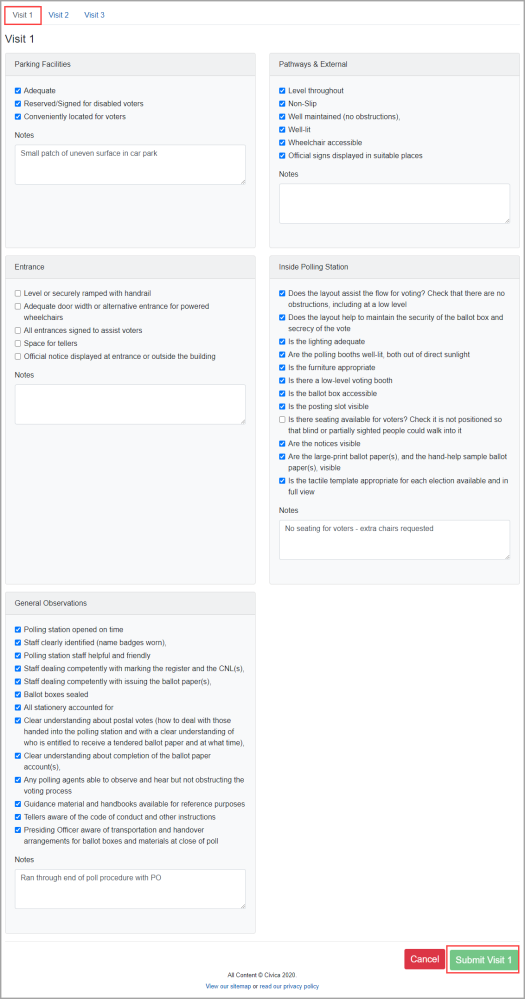 Visit 1
Visit 2
Visit 3
Visit 1
Parking Facilities
Adequate
Reserved/Signed for disabled voters
Conveniently located for voters
Notes
Small patch of uneven surface in car park
Pathways & External
Level throughout
Non-Slip
Well maintained (no obstructions),
Well-lit
Wheelchair accessible
Official signs displayed in suitable places
Notes
Entrance
Level or securely ramped with handrail
Adequate door width or alternative entrance for powered
wheelchairs
All entrances signed to assist voters
Space for tellers
Official notice displayed at entrance or outside the building
Notes
Inside Polling Station
Does the layout assist the flow for voting? Check that there are no
obstructions, including at a low level
Does the layout help to maintain the security of the ballot box and
secrecy of the vote
Is the lighting adequate
Are the polling booths well-lit, both out of direct sunlight
Is the furniture appropriate
Is there a low-level voting booth
Is the ballot box accessible
Is the posting slot visible
Is there seating available for voters? Check it is not positioned so
that blind or partially sighted people could walk into it
Are the notices visible
Are the large-print ballot paper(s), and the hand-help sample ballot
paper(s), visible
Is the tactile template appropriate for each election available and in
full view
Notes
No seating for voters - extra chairs requested
General Observations
Polling station opened on time
Staff clearly identified (name badges worn),
Polling station staff helpful and friendly
Staff dealing competently with marking the register and the CNL(s),
Staff dealing competently with issuing the ballot paper(s),
Ballot boxes sealed
All stationery accounted for
Clear understanding about postal votes (how to deal with those
handed into the polling station and with a clear understanding of
who is entitled to receive a tendered ballot paper and at what time),
Clear understanding about completion of the ballot paper
account(s),
Any polling agents able to observe and hear but not obstructing the
voting process
Guidance material and handbooks available for reference purposes
Tellers aware of the code of conduct and other instructions
Presiding Officer aware of transportation and handover
arrangements for ballot boxes and materials at close of poll
Notes
Ran through end of poll procedure with PO
Cancel
Submit Visit 1
All Content © Civica 2020.
View our sitemap or read our privacy policy